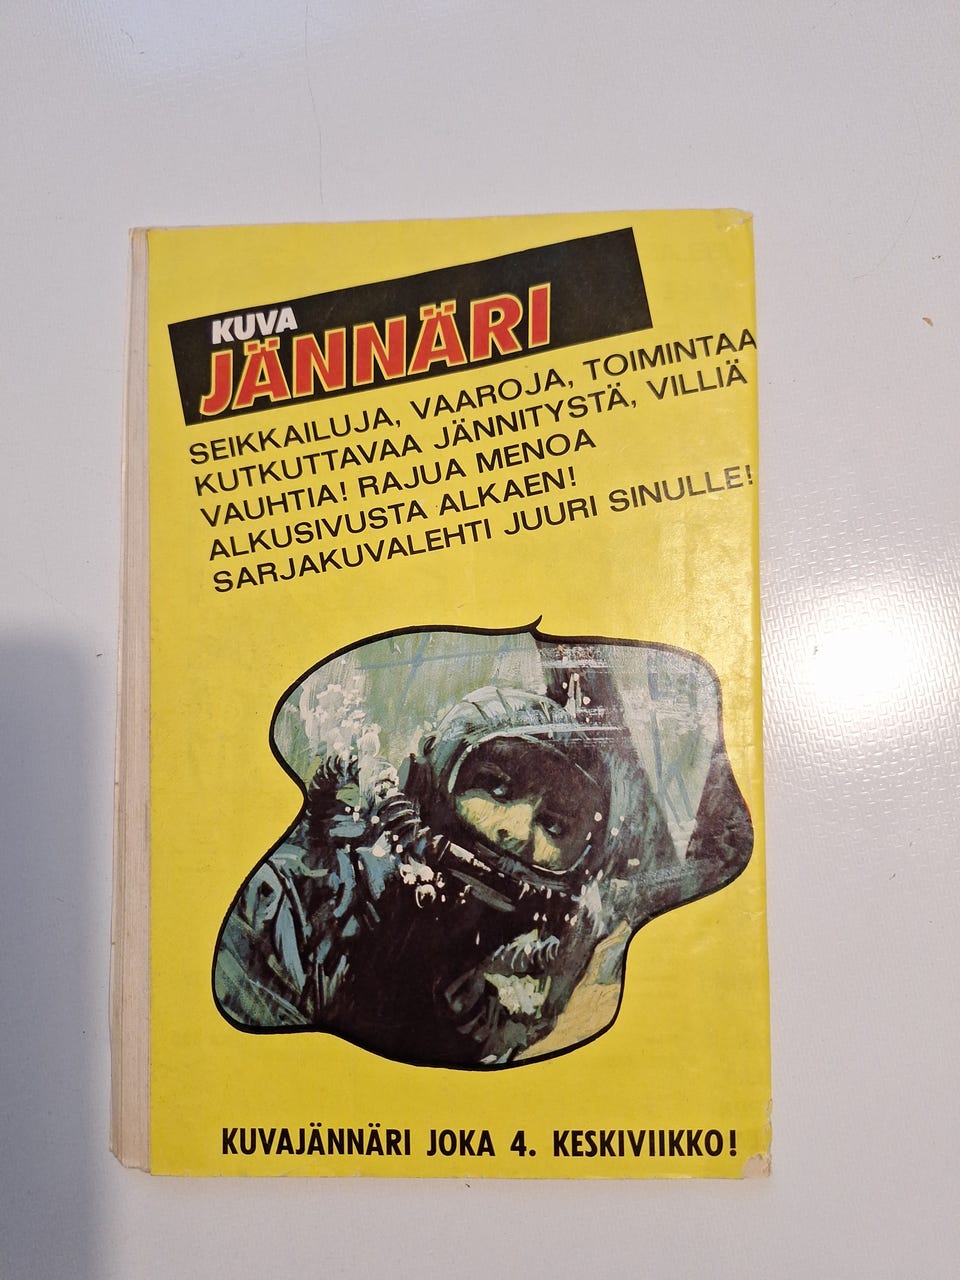 KUVA
JÄNNÄRI
SEIKKAILUJA, VAAROJA, TOIMINTAA
KUTKUTTAVAA JÄNNITYSTÄ, VILLIÄ
VAUHTIA! RAJUA MENOA
ALKUSIVUSTA ALKAEN!
SARJAKUVALEHTI JUURI SINULLE!
KUVAJÄNNÄRI JOKA 4. KESKIVIIKKO!